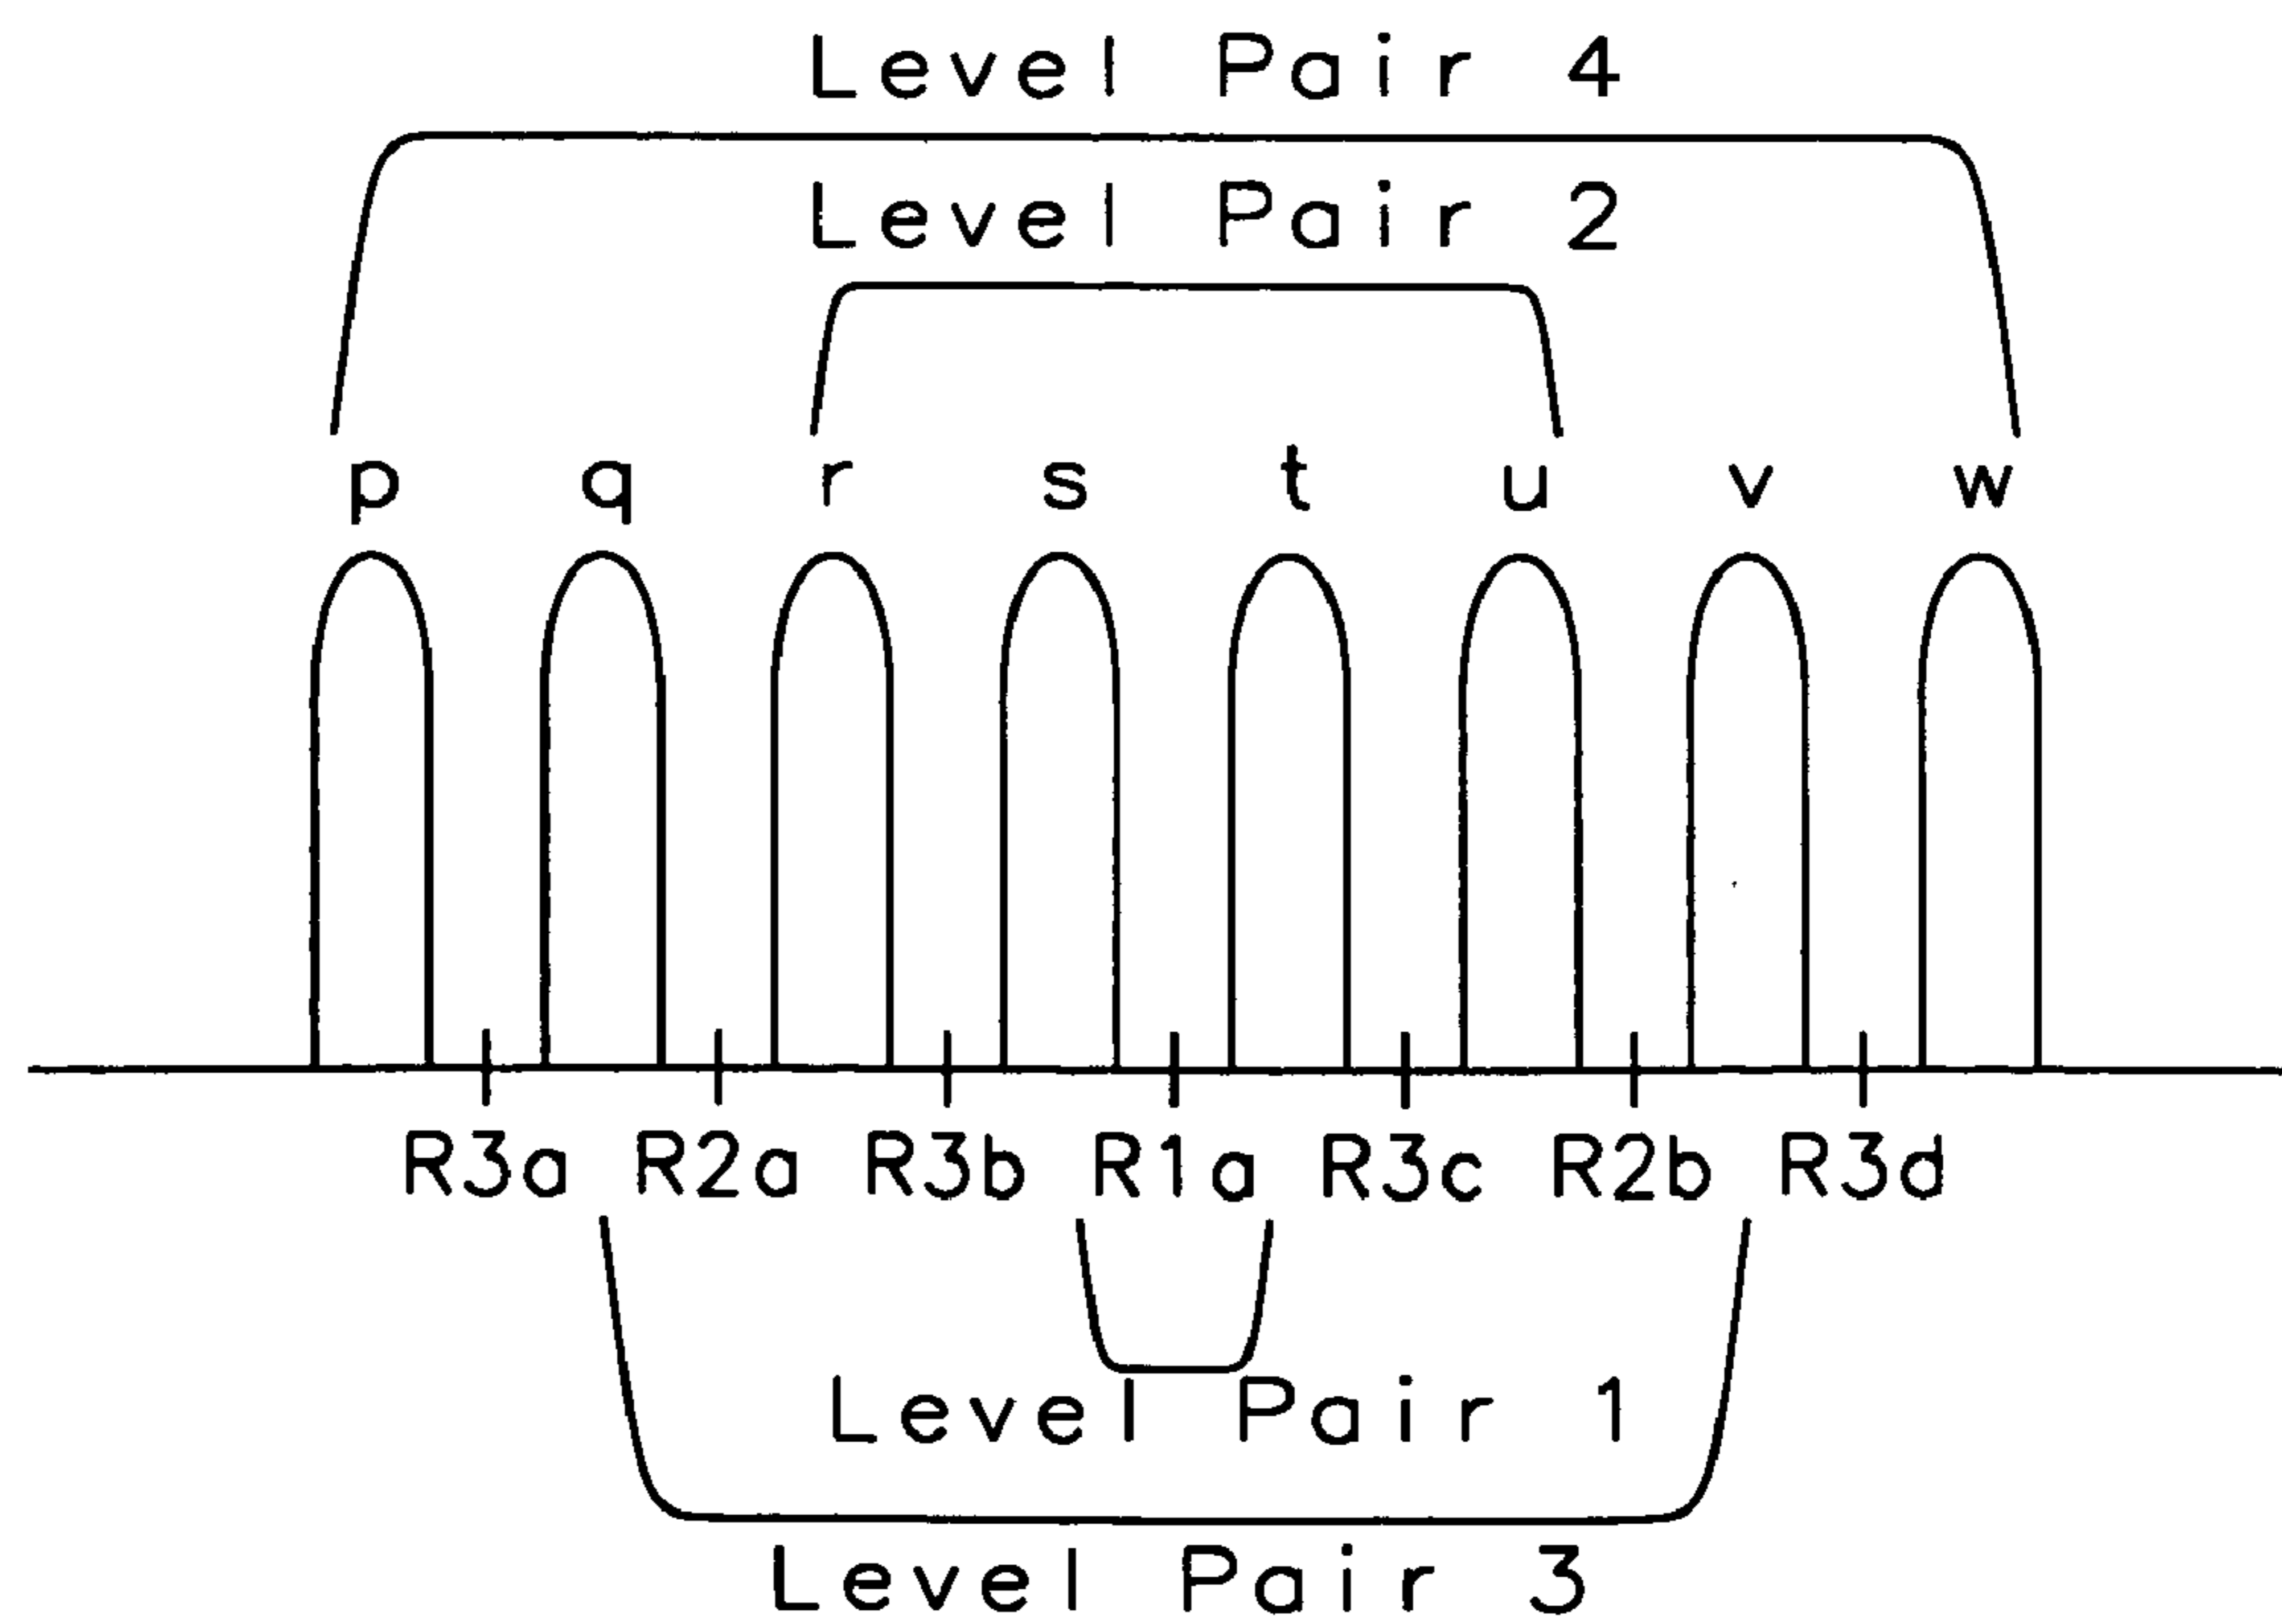 Level Pair 4
Level Pair 2
p q r s t u v w
R3a R2a R3b R1a R3c R2b R3d
Level Pair 1
Level Pair 3